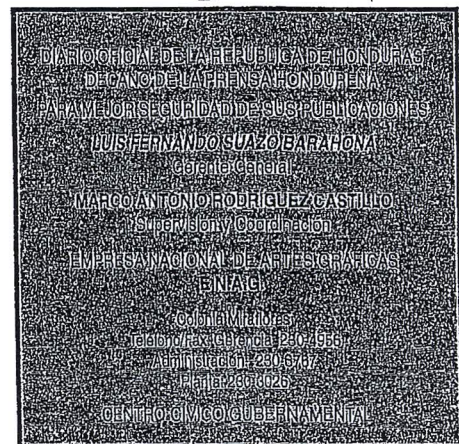 DIARIO OFICIAL DE LA REPUBLICA DE HONDURAS
DECANO DE LA PRENSA HONDUREÑA
PARA MEJOR SEGURIDAD DE SUS PUBLICACIONES
LUIS FERNANDO SUAZO BARAHONA
Gerente General
MARCO ANTONIO RODRIGUEZ CASTILLO
Supervisión y Coordinación
EMPRESA NACIONAL DE ARTES GRAFICAS
E.N.A.G.
Colonia Miraflores
Teléfono/Fax: Gerencia 230-4956
Administración: 230-6767
Planta: 230-3026
CENTRO CIVICO GUBERNAMENTAL